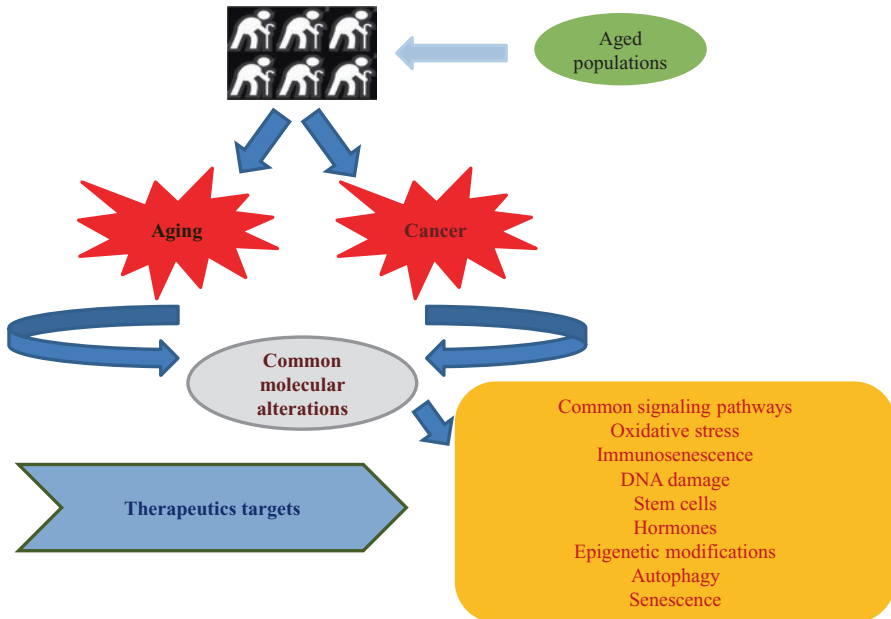 Aged
populations
Aging
Cancer
Common
molecular
alterations
Common signaling pathways
Oxidative stress
Immunosenescence
DNA damage
Stem cells
Hormones
Epigenetic modifications
Autophagy
Senescence
Therapeutics targets